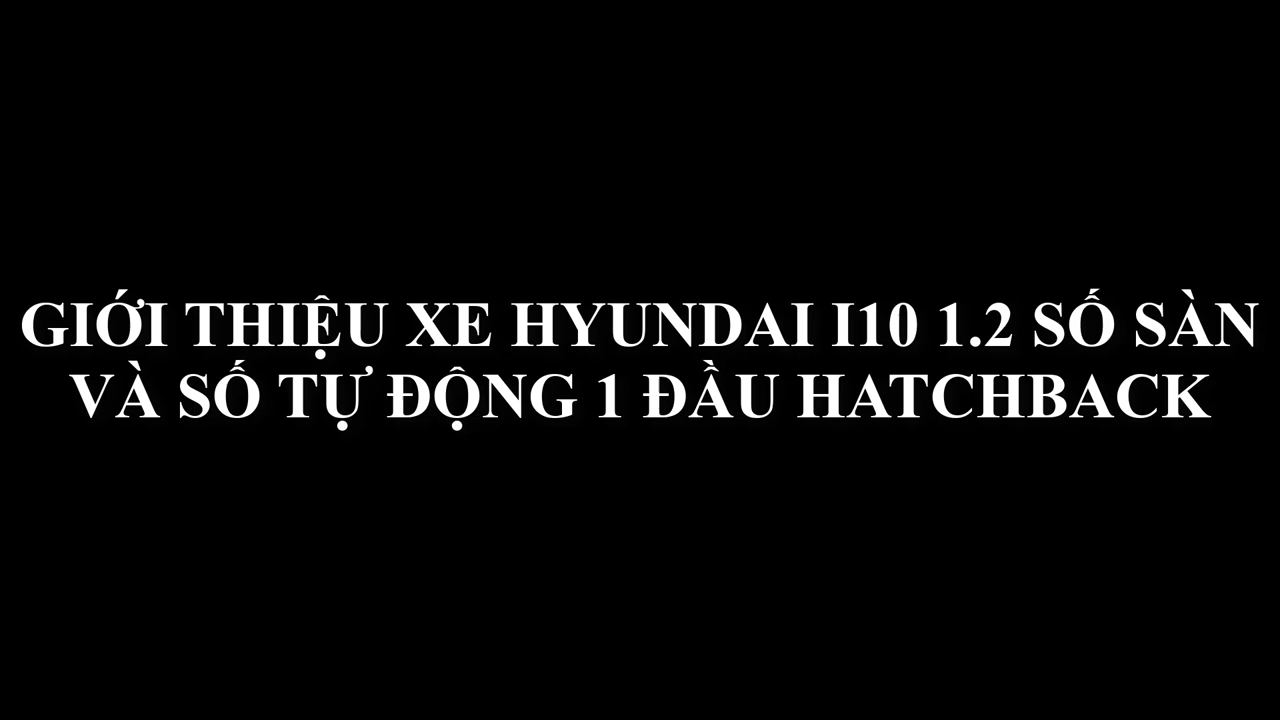 GIỚI THIỆU XE HYUNDAI I10 1.2 SỐ SÀN
VÀ SỐ TỰ ĐỘNG 1 ĐẦU HATCHBACK